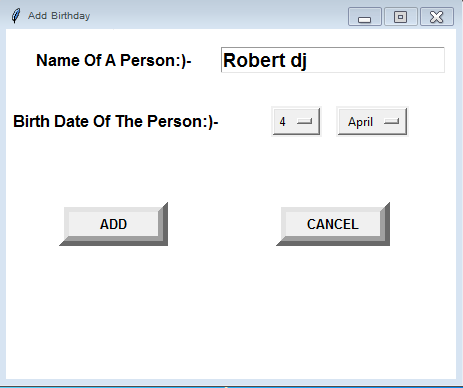 Add Birthday
Name Of A Person:)- Robert dj
Birth Date Of The Person:)- 4 April
ADD CANCEL